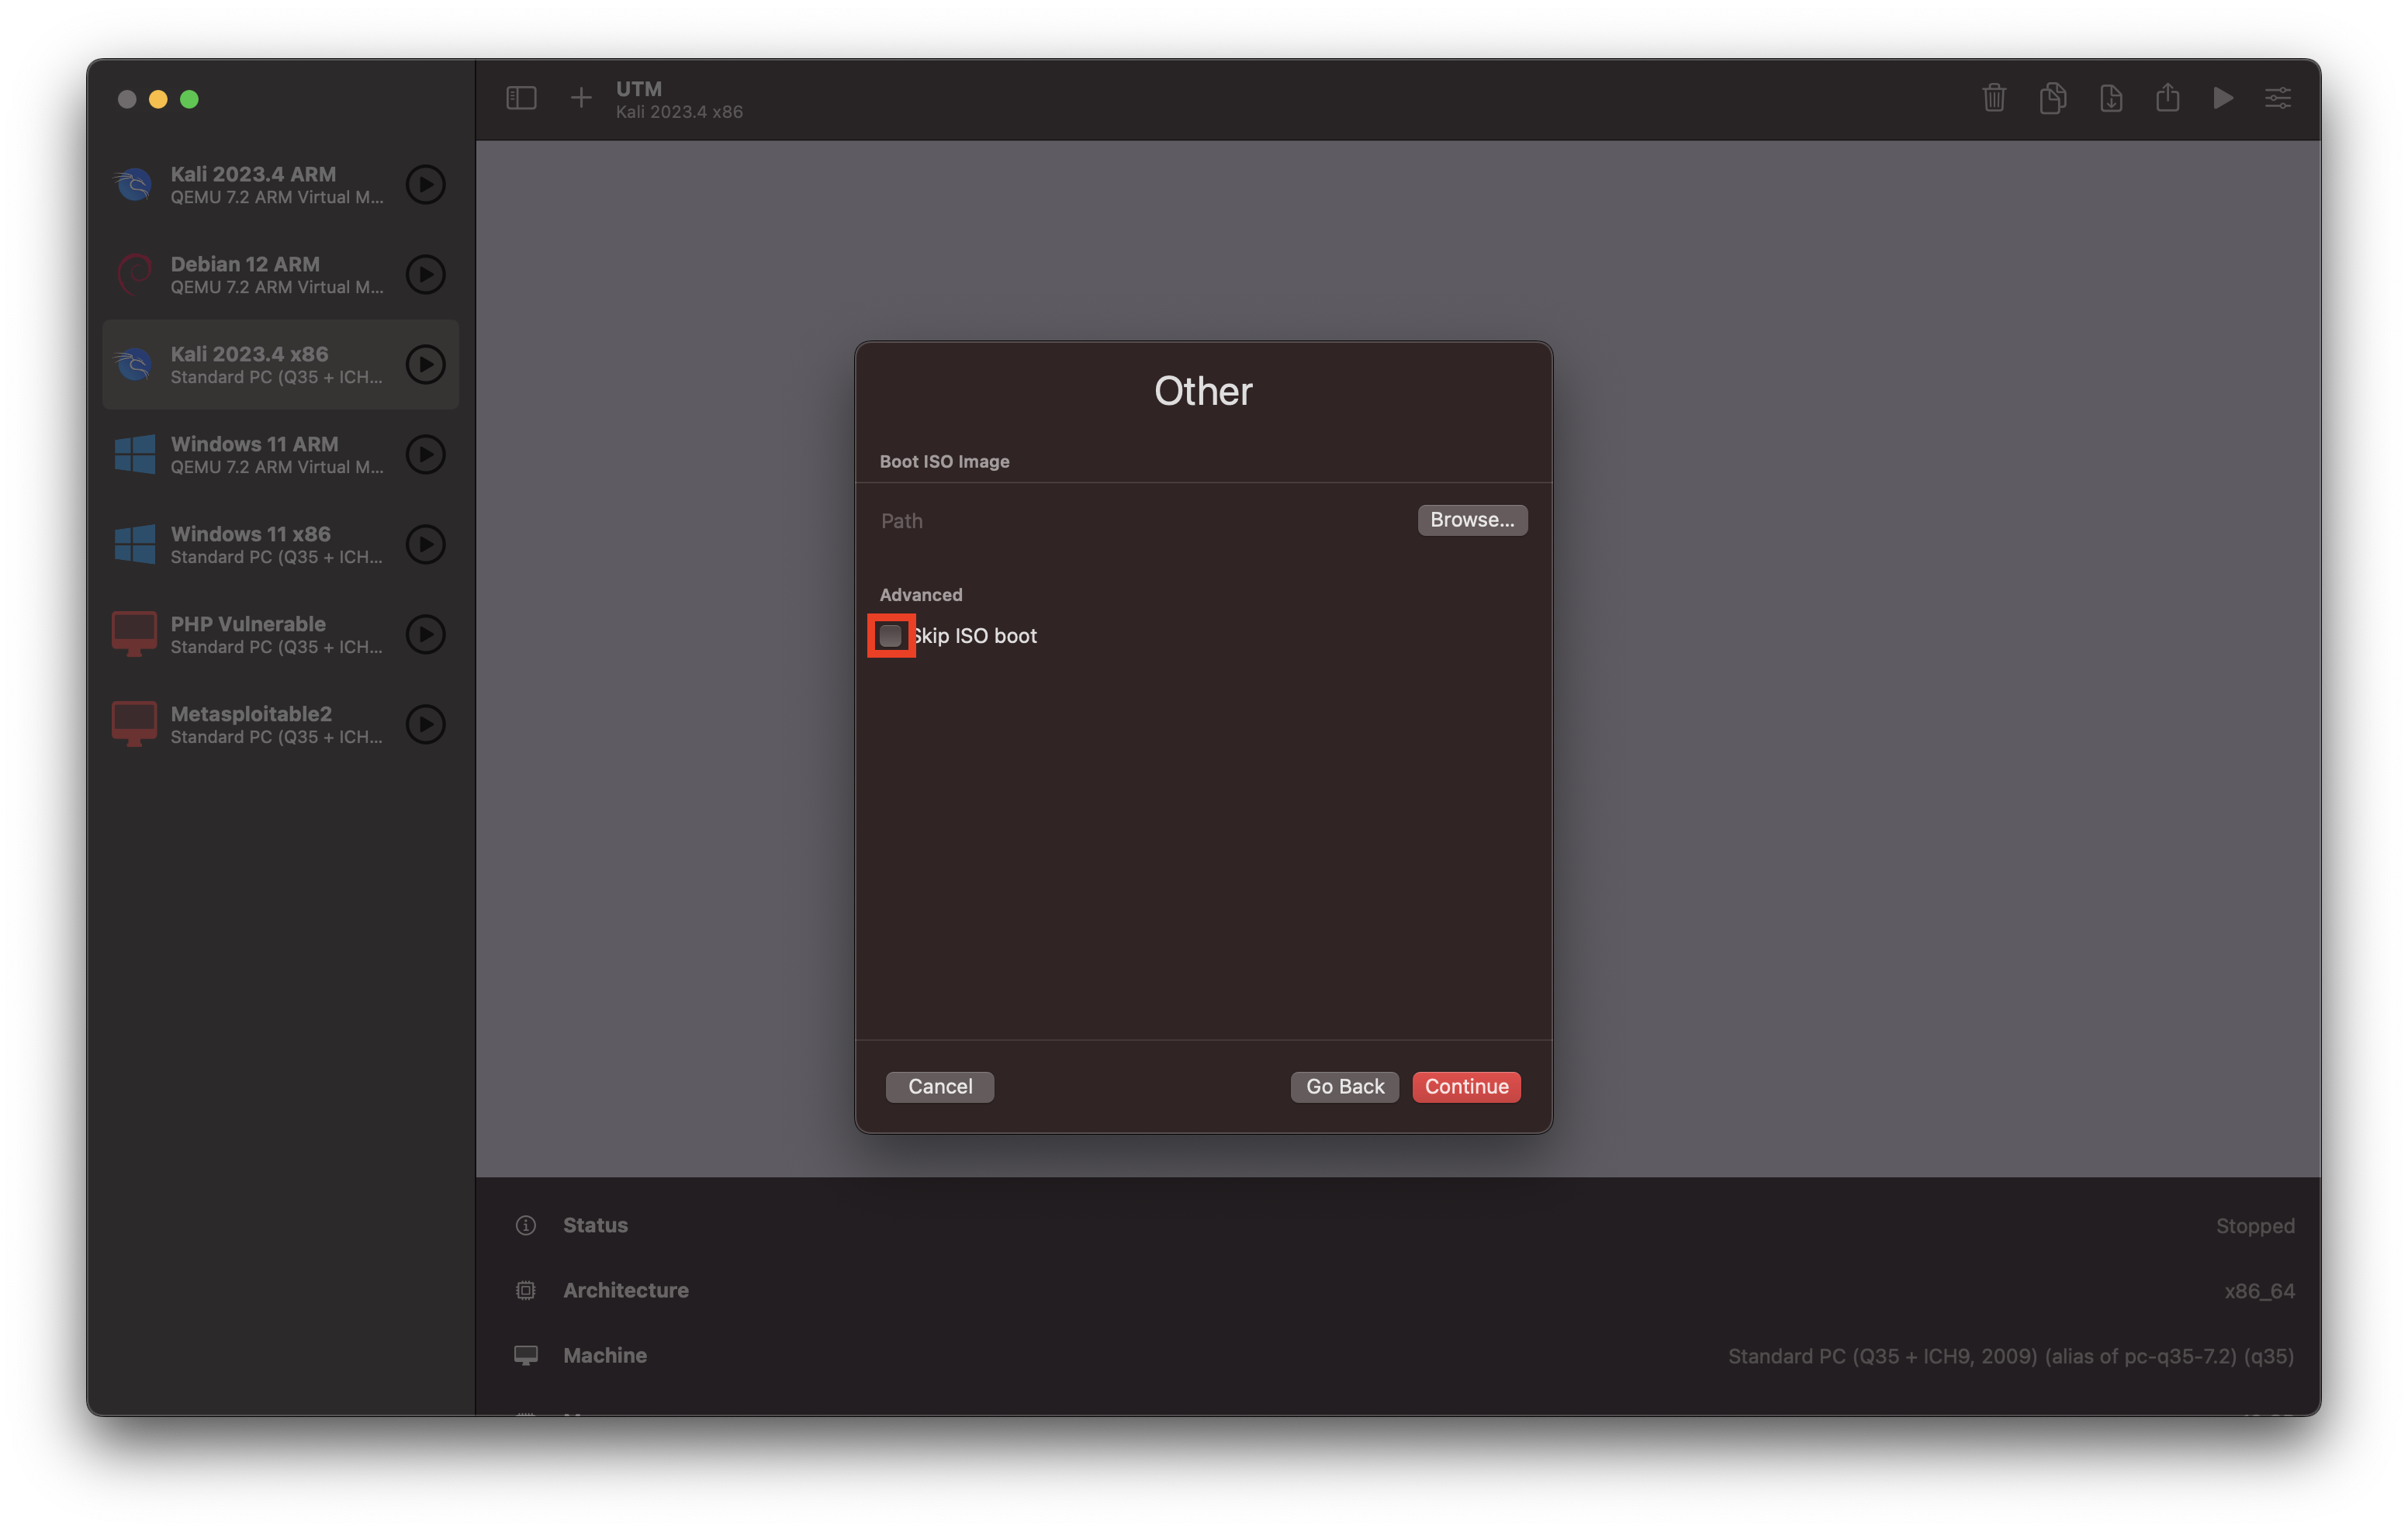 UTM
Kali 2023.4 x86
Kali 2023.4 ARM
QEMU 7.2 ARM Virtual M...
Debian 12 ARM
QEMU 7.2 ARM Virtual M...
Kali 2023.4 x86
Standard PC (Q35 + ICH...
Windows 11 ARM
QEMU 7.2 ARM Virtual M...
Windows 11 x86
Standard PC (Q35 + ICH...
PHP Vulnerable
Standard PC (Q35 + ICH...
Metasploitable2
Standard PC (Q35 + ICH...
Other
Boot ISO Image
Path
Browse...
Advanced
Skip ISO boot
Cancel
Go Back
Continue
Status
Stopped
Architecture
x86_64
Machine
Standard PC (Q35 + ICH9, 2009) (alias of pc-q35-7.2) (q35)